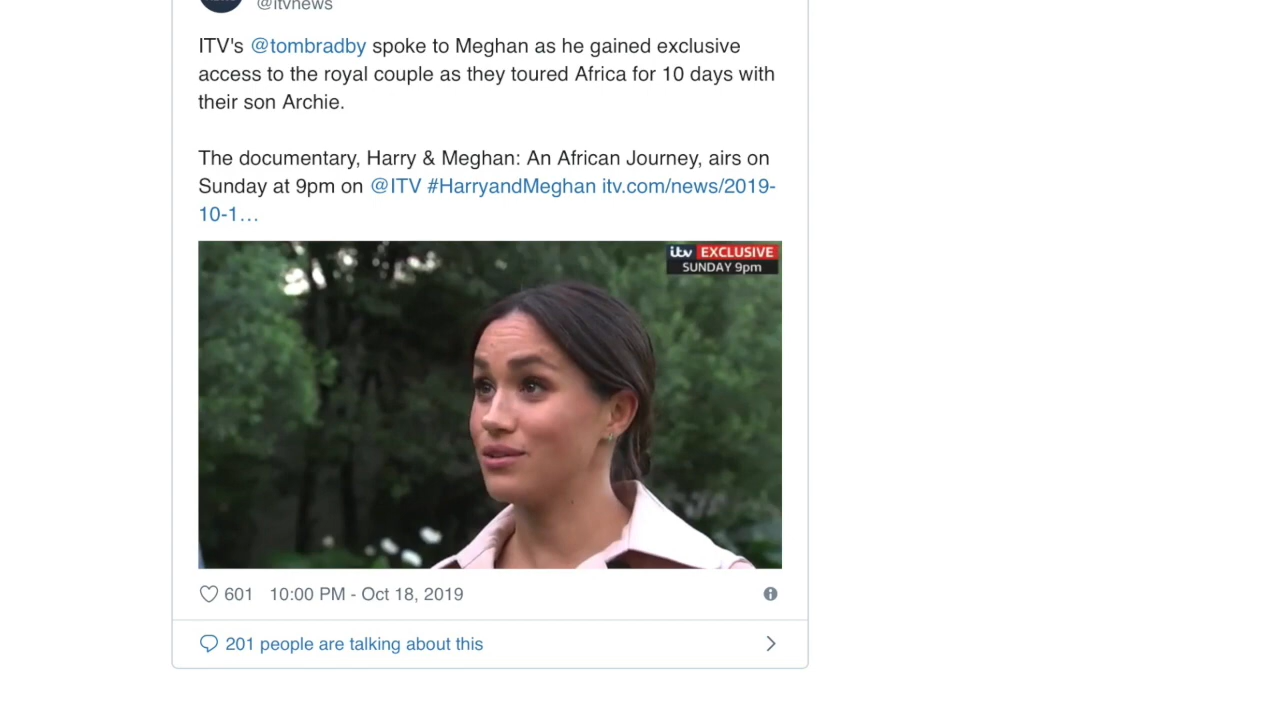 @itvnews
ITV's @tombradby spoke to Meghan as he gained exclusive
access to the royal couple as they toured Africa for 10 days with
their son Archie.
The documentary, Harry & Meghan: An African Journey, airs on
Sunday at 9pm on @ITV #HarryandMeghan itv.com/news/2019-
10-1…
itv EXCLUSIVE
SUNDAY 9pm
601 10:00 PM - Oct 18, 2019
201 people are talking about this